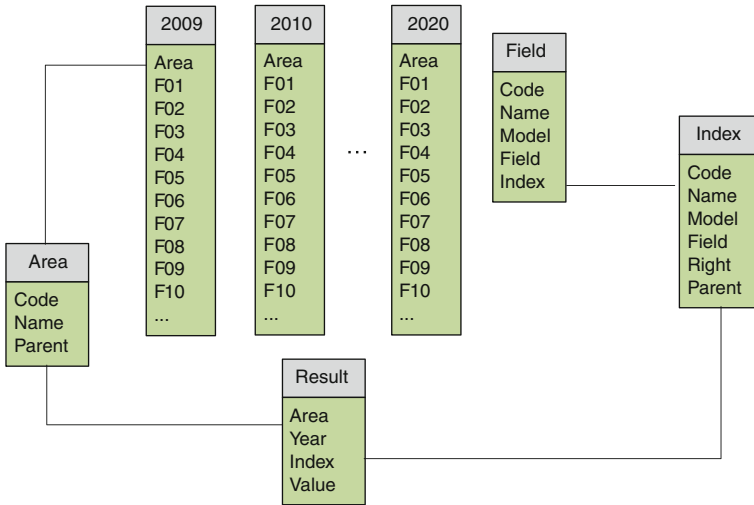 2009
Area
F01
F02
F03
F04
F05
F06
F07
F08
F09
F10
...
2010
Area
F01
F02
F03
F04
F05
F06
F07
F08
F09
F10
...
...
2020
Area
F01
F02
F03
F04
F05
F06
F07
F08
F09
F10
...
Field
Code
Name
Model
Field
Index
Index
Code
Name
Model
Field
Right
Parent
Area
Code
Name
Parent
Result
Area
Year
Index
Value